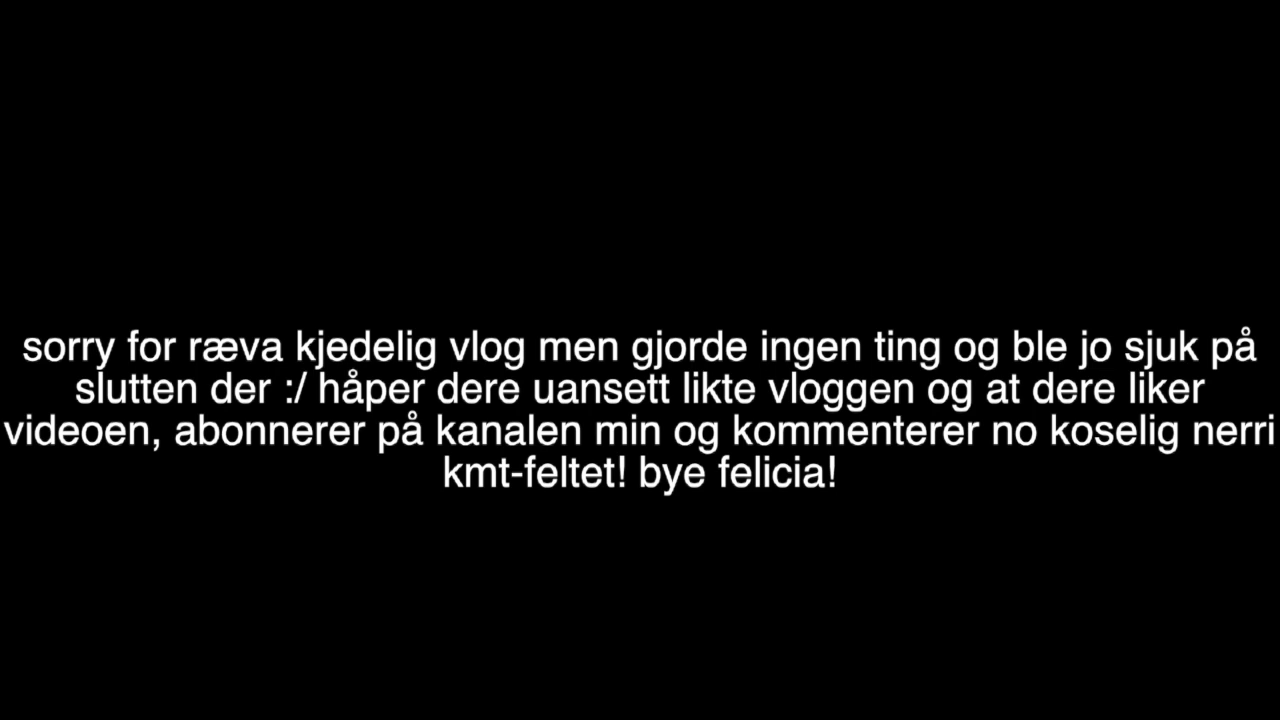 sorry for ræva kjedelig vlog men gjorde ingen ting og ble jo sjuk på
slutten der :/ håper dere uansett likte vloggen og at dere liker
videoen, abonnerer på kanalen min og kommenterer no koselig nerri
kmt-feltet! bye felicia!